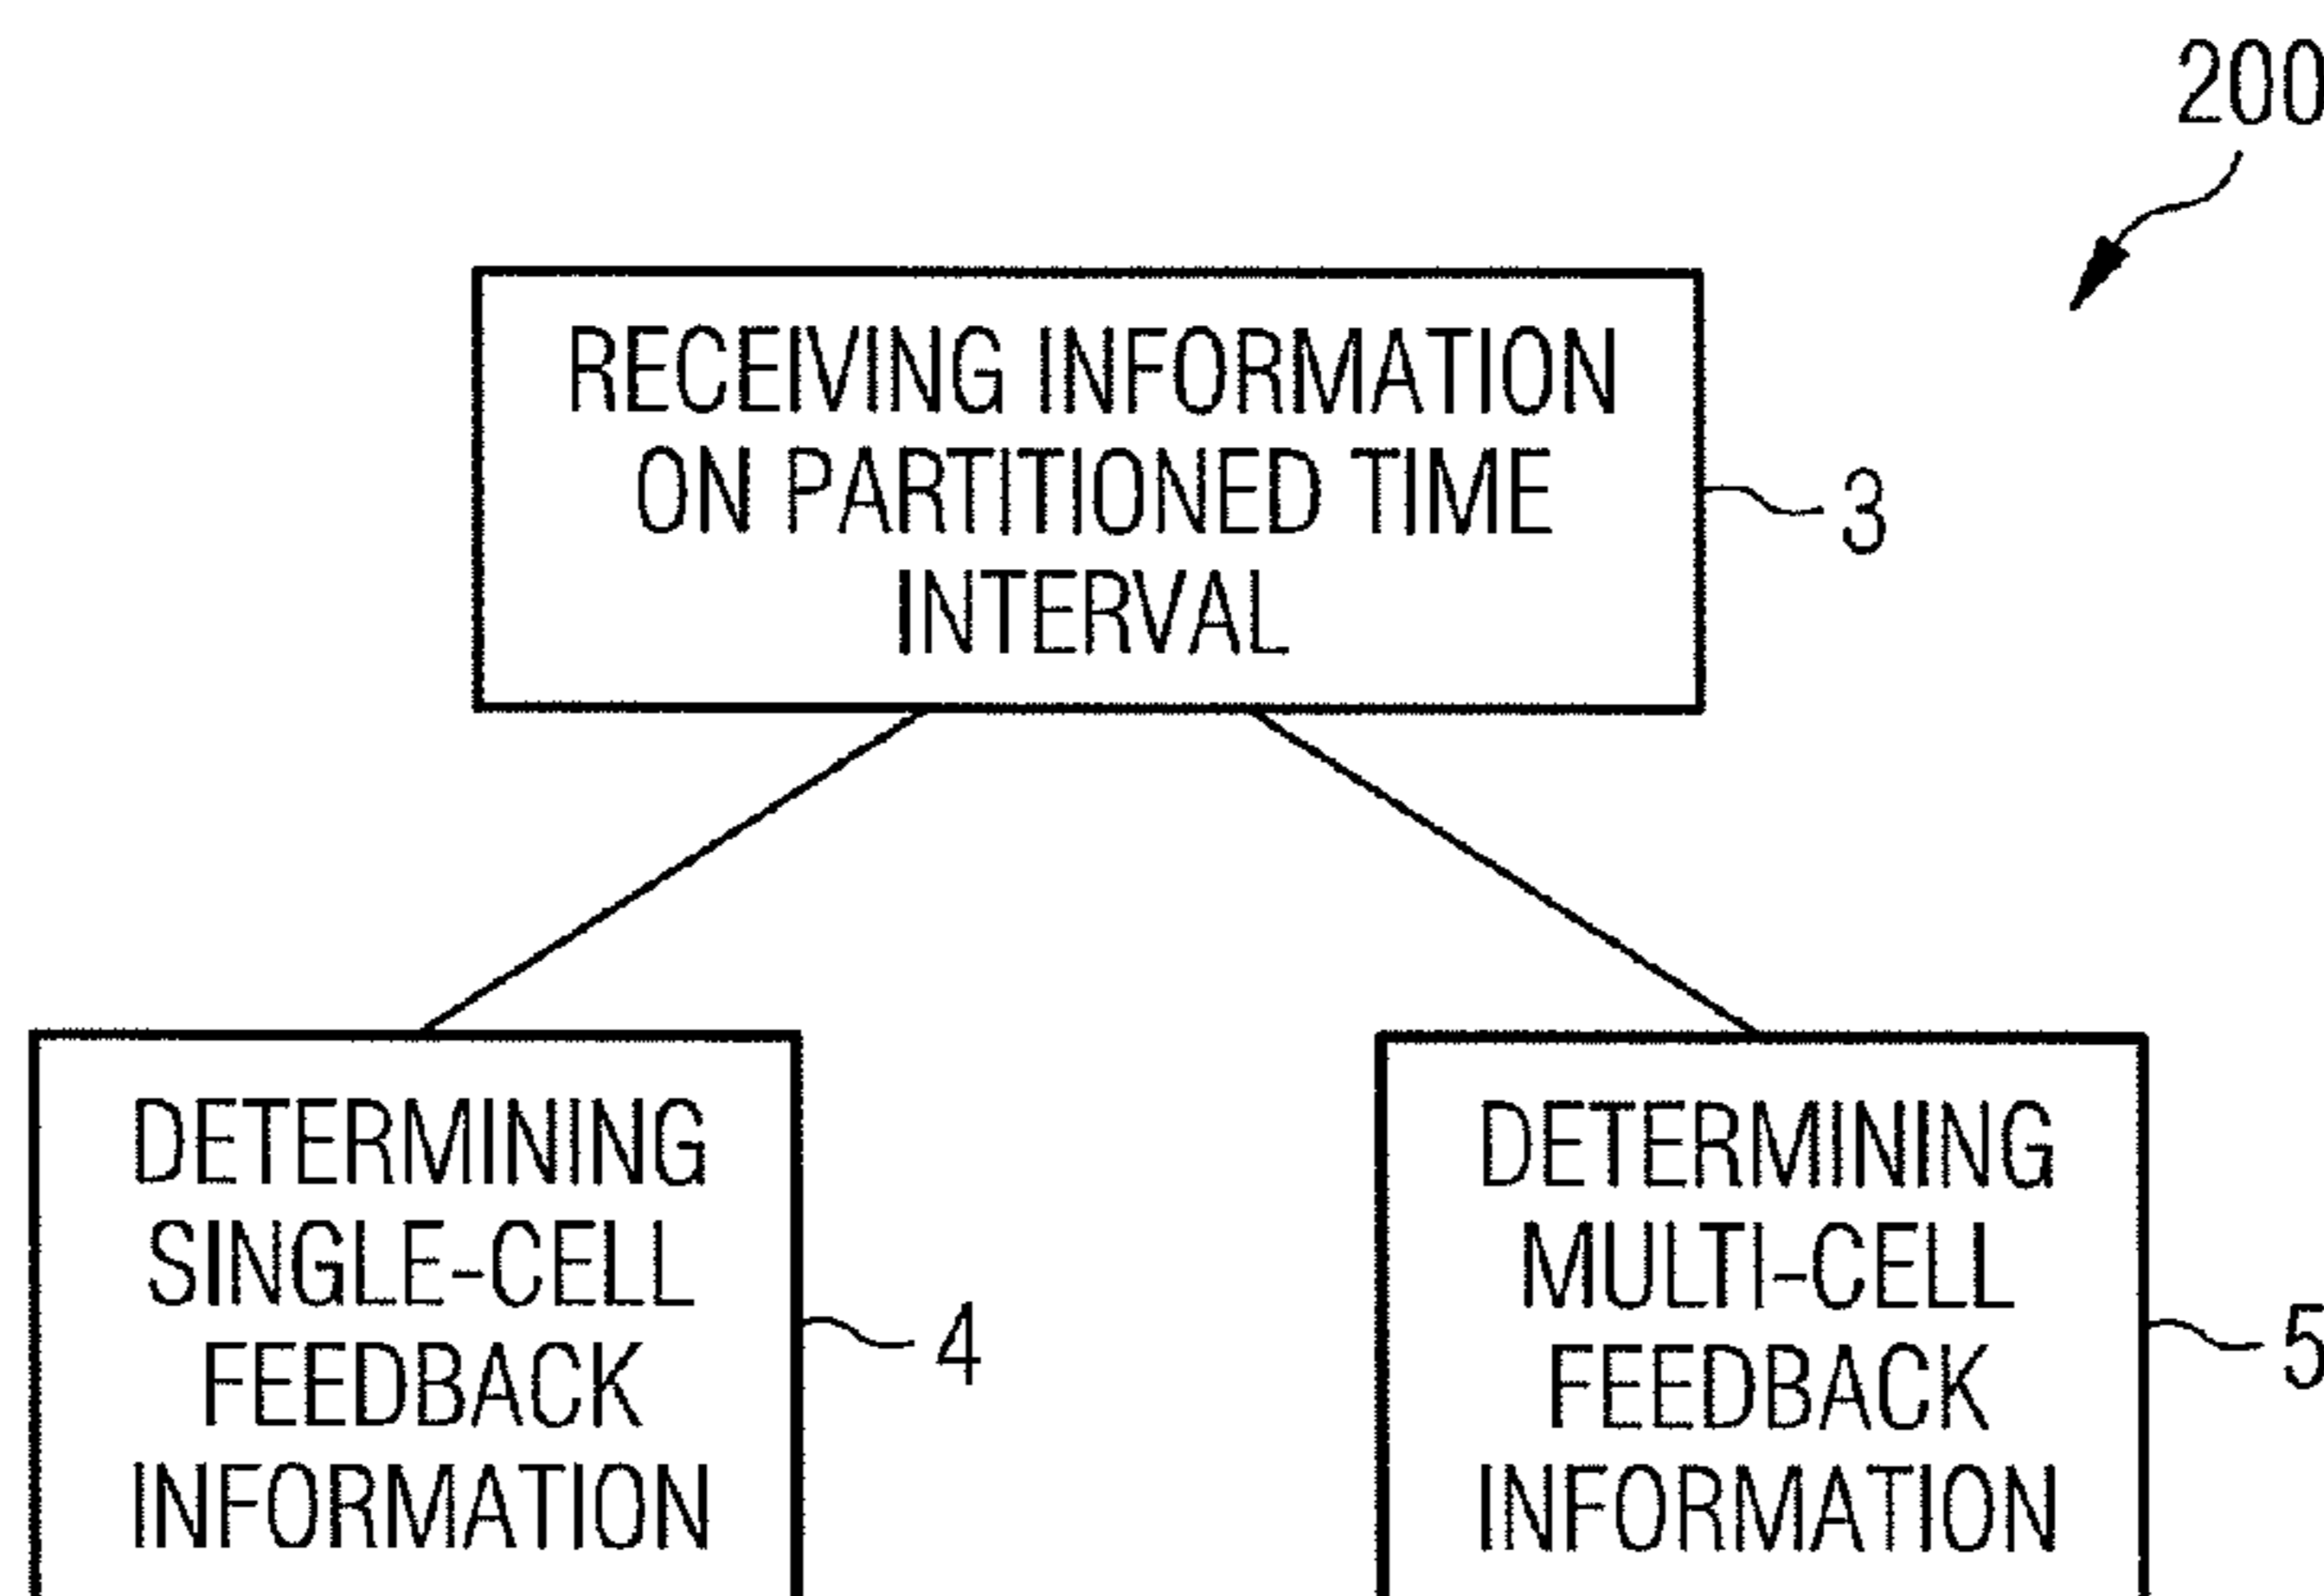 200
RECEIVING INFORMATION
ON PARTITIONED TIME
INTERVAL
3
DETERMINING
SINGLE-CELL
FEEDBACK
INFORMATION
4
DETERMINING
MULTI-CELL
FEEDBACK
INFORMATION
5